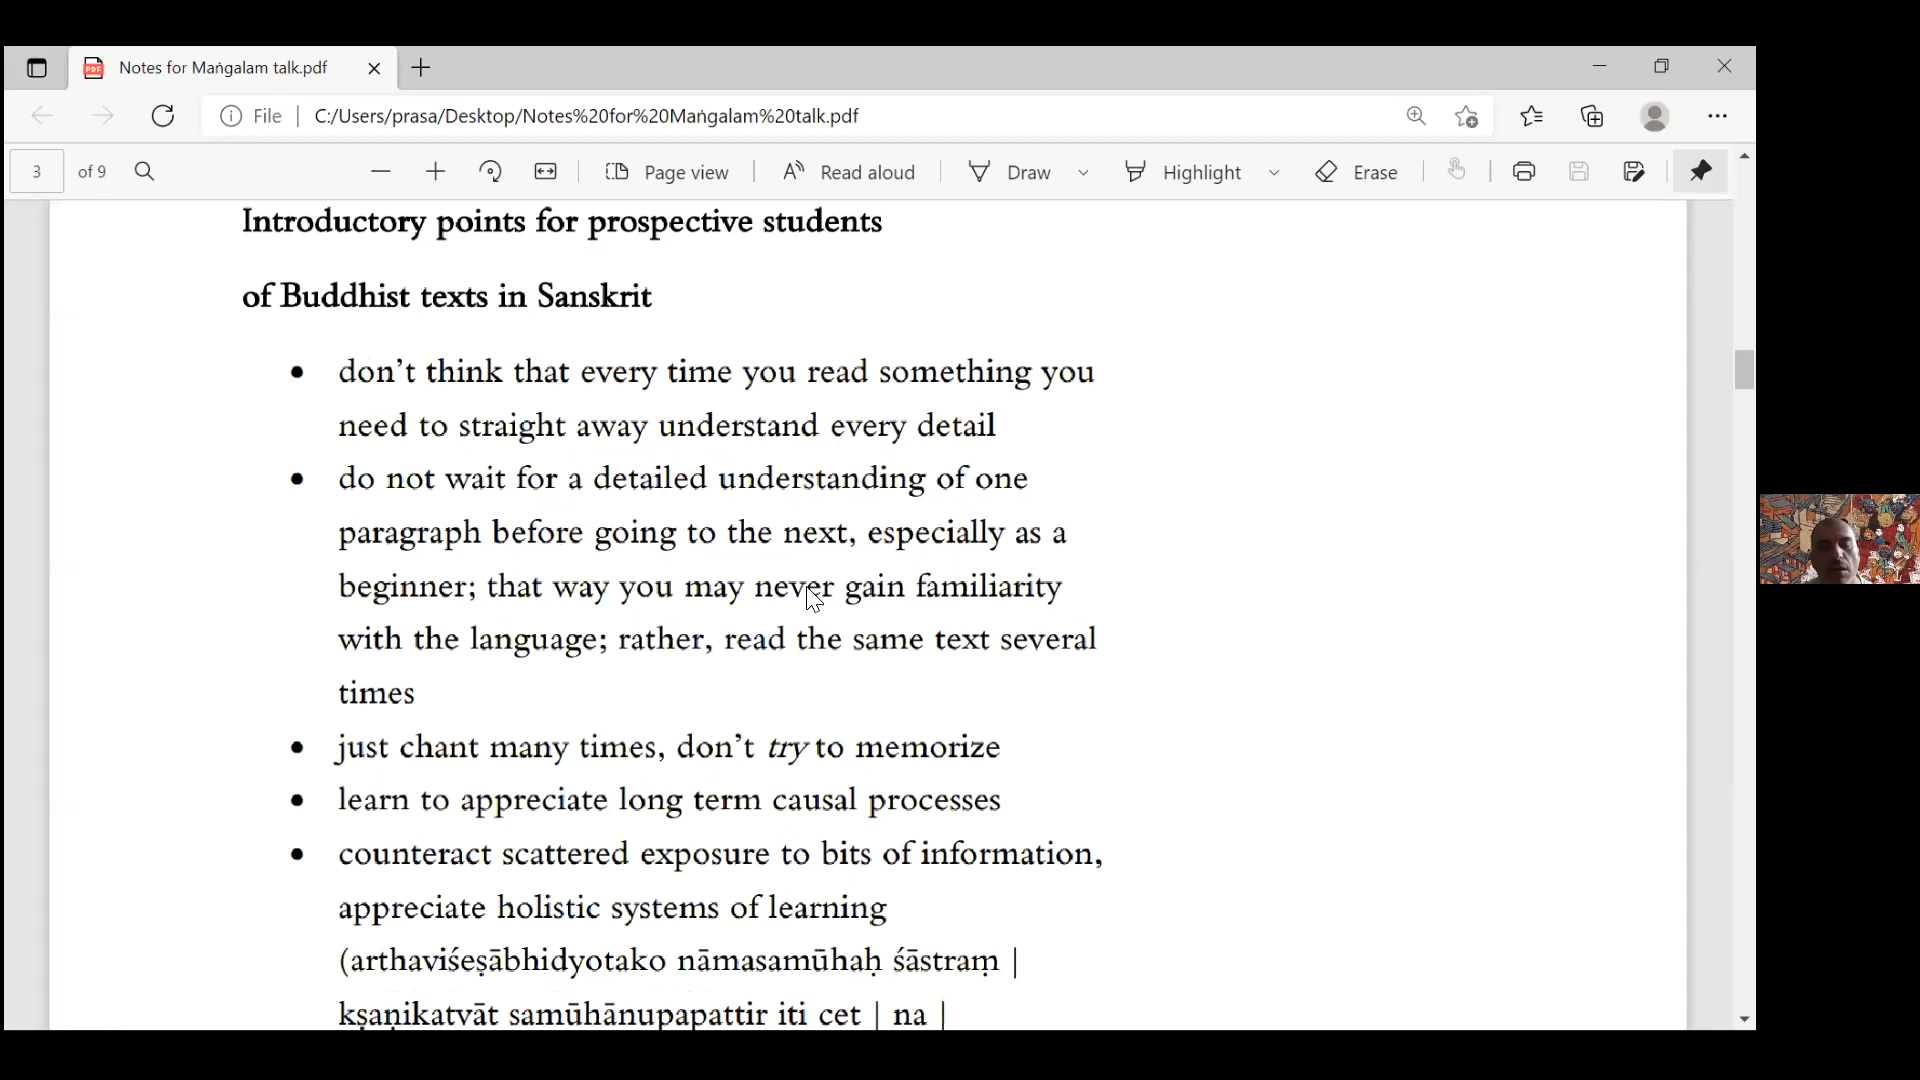 Notes for Maṅgalam talk.pdf
File | C:/Users/prasa/Desktop/Notes%20for%20Maṅgalam%20talk.pdf
3 of 9 Page view Read aloud Draw Highlight Erase
Introductory points for prospective students
of Buddhist texts in Sanskrit
• don’t think that every time you read something you
need to straight away understand every detail
• do not wait for a detailed understanding of one
paragraph before going to the next, especially as a
beginner; that way you may never gain familiarity
with the language; rather, read the same text several
times
• just chant many times, don’t try to memorize
• learn to appreciate long term causal processes
• counteract scattered exposure to bits of information,
appreciate holistic systems of learning
(arthaviśeṣābhidyotako nāmasamūhaḥ śāstraṃ |
kṣaṇikatvāt samūhānupapattir iti cet | na |